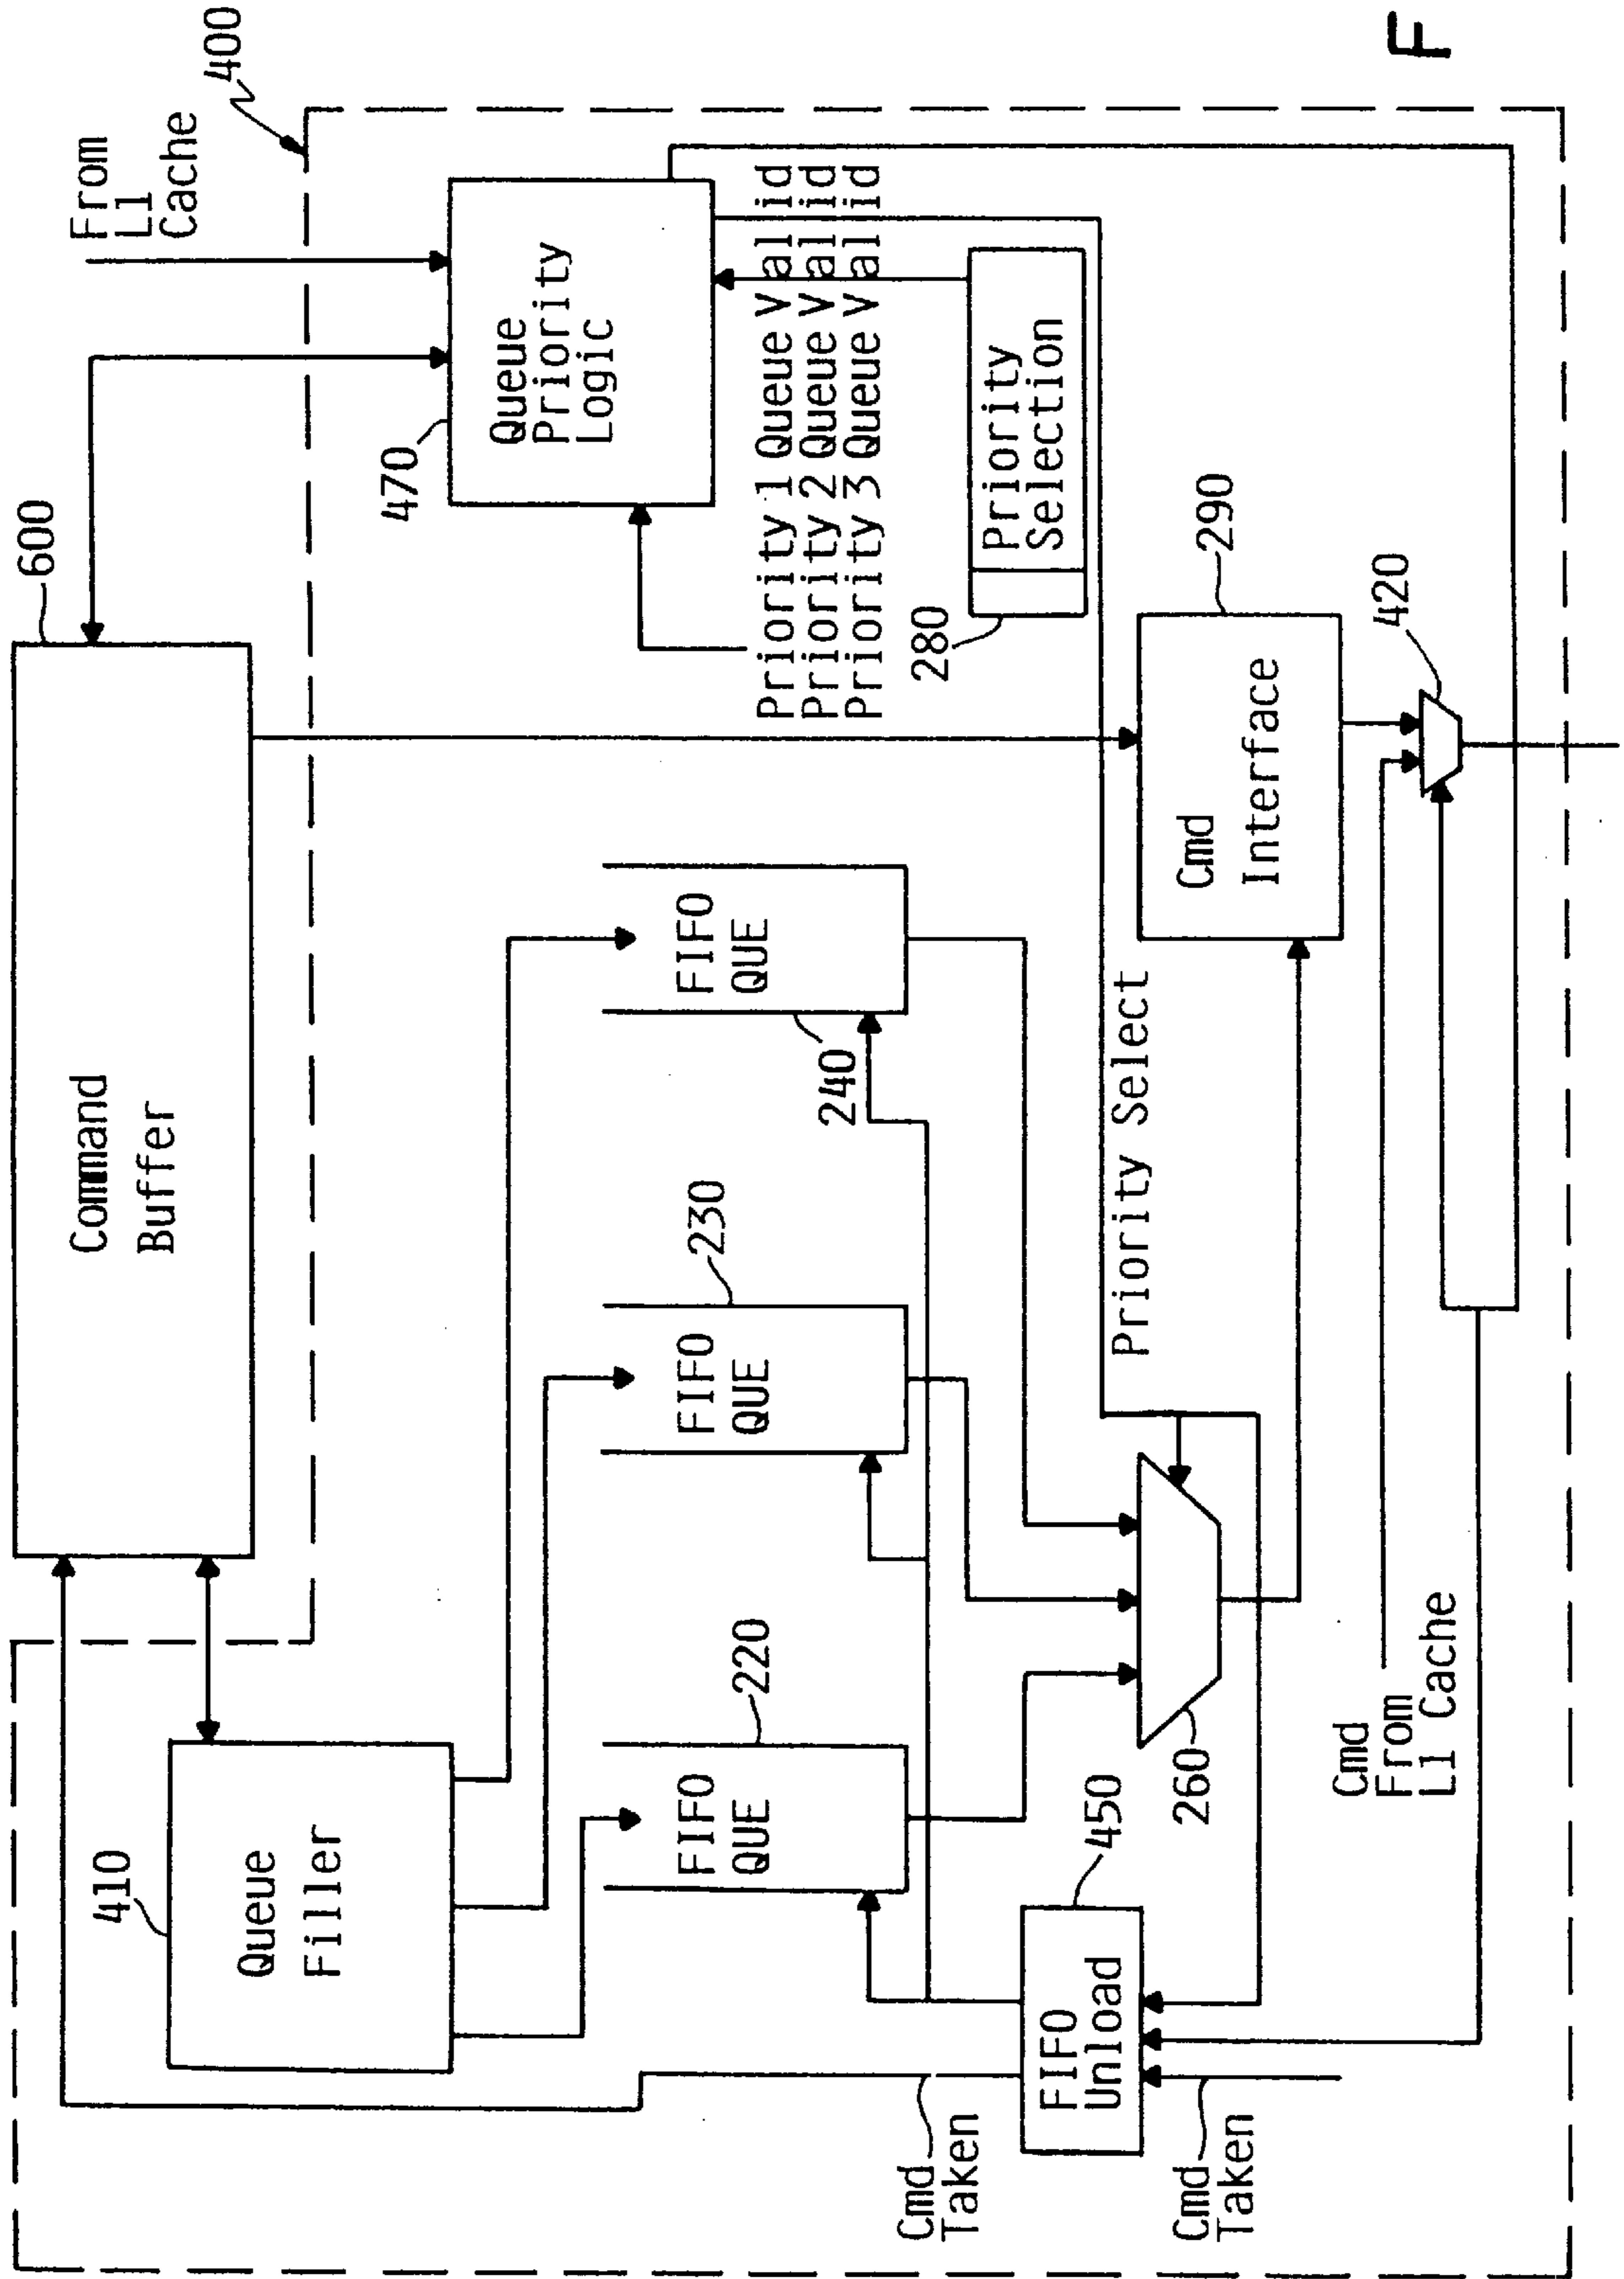 600
Command
Buffer
From
L1
Cache
400
410
Queue
Filler
470
Queue
Priority
Logic
220
FIFO
QUE
230
FIFO
QUE
240
FIFO
QUE
Priority 1 Queue Valid
Priority 2 Queue Valid
Priority 3 Queue Valid
280
Priority
Selection
Cmd
Taken
450
FIFO
Unload
Cmd
Taken
260
Priority Select
290
Cmd
Interface
Cmd
From
L1 Cache
420
F